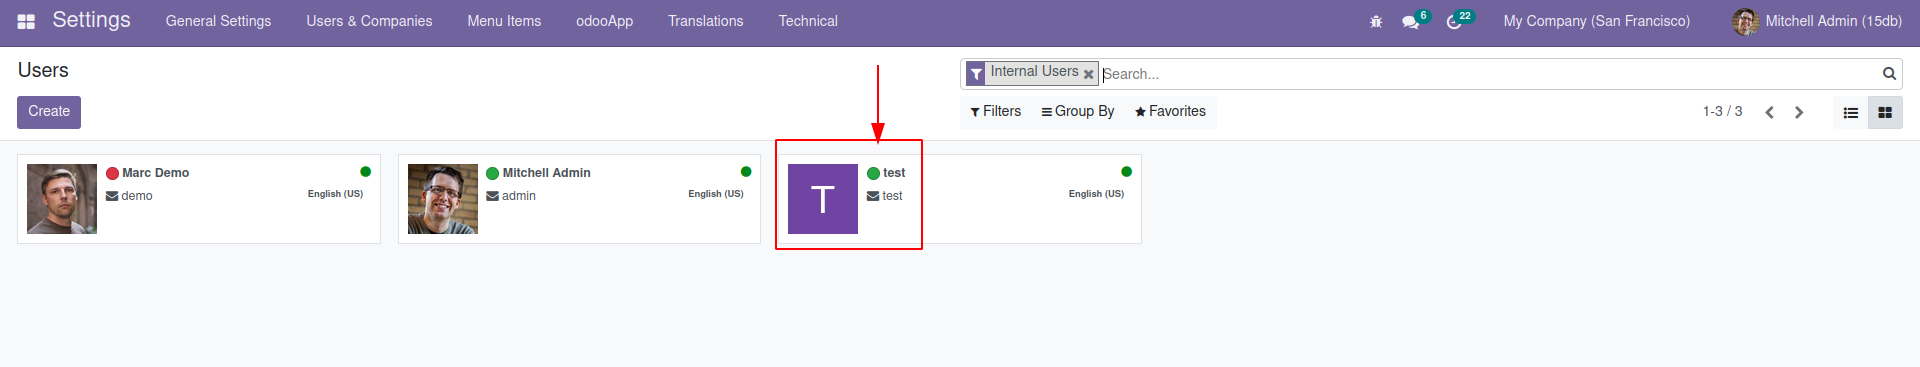 Settings General Settings Users & Companies Menu Items odooApp Translations Technical 6 22 My Company (San Francisco) Mitchell Admin (15db)
Users
Internal Users Search...
Create
Filters Group By Favorites 1-3 / 3
Marc Demo
demo English (US)
Mitchell Admin
admin English (US)
T
test
test English (US)